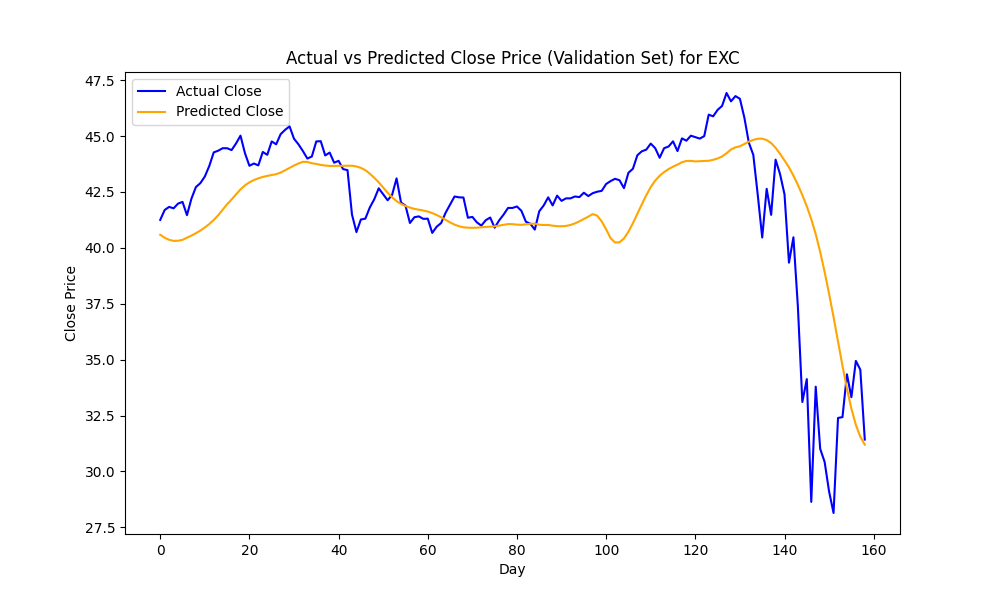 Actual vs Predicted Close Price (Validation Set) for EXC
Actual Close
Predicted Close
47.5
45.0
42.5
40.0
37.5
35.0
32.5
30.0
27.5
Close Price
0 20 40 60 80 100 120 140 160
Day